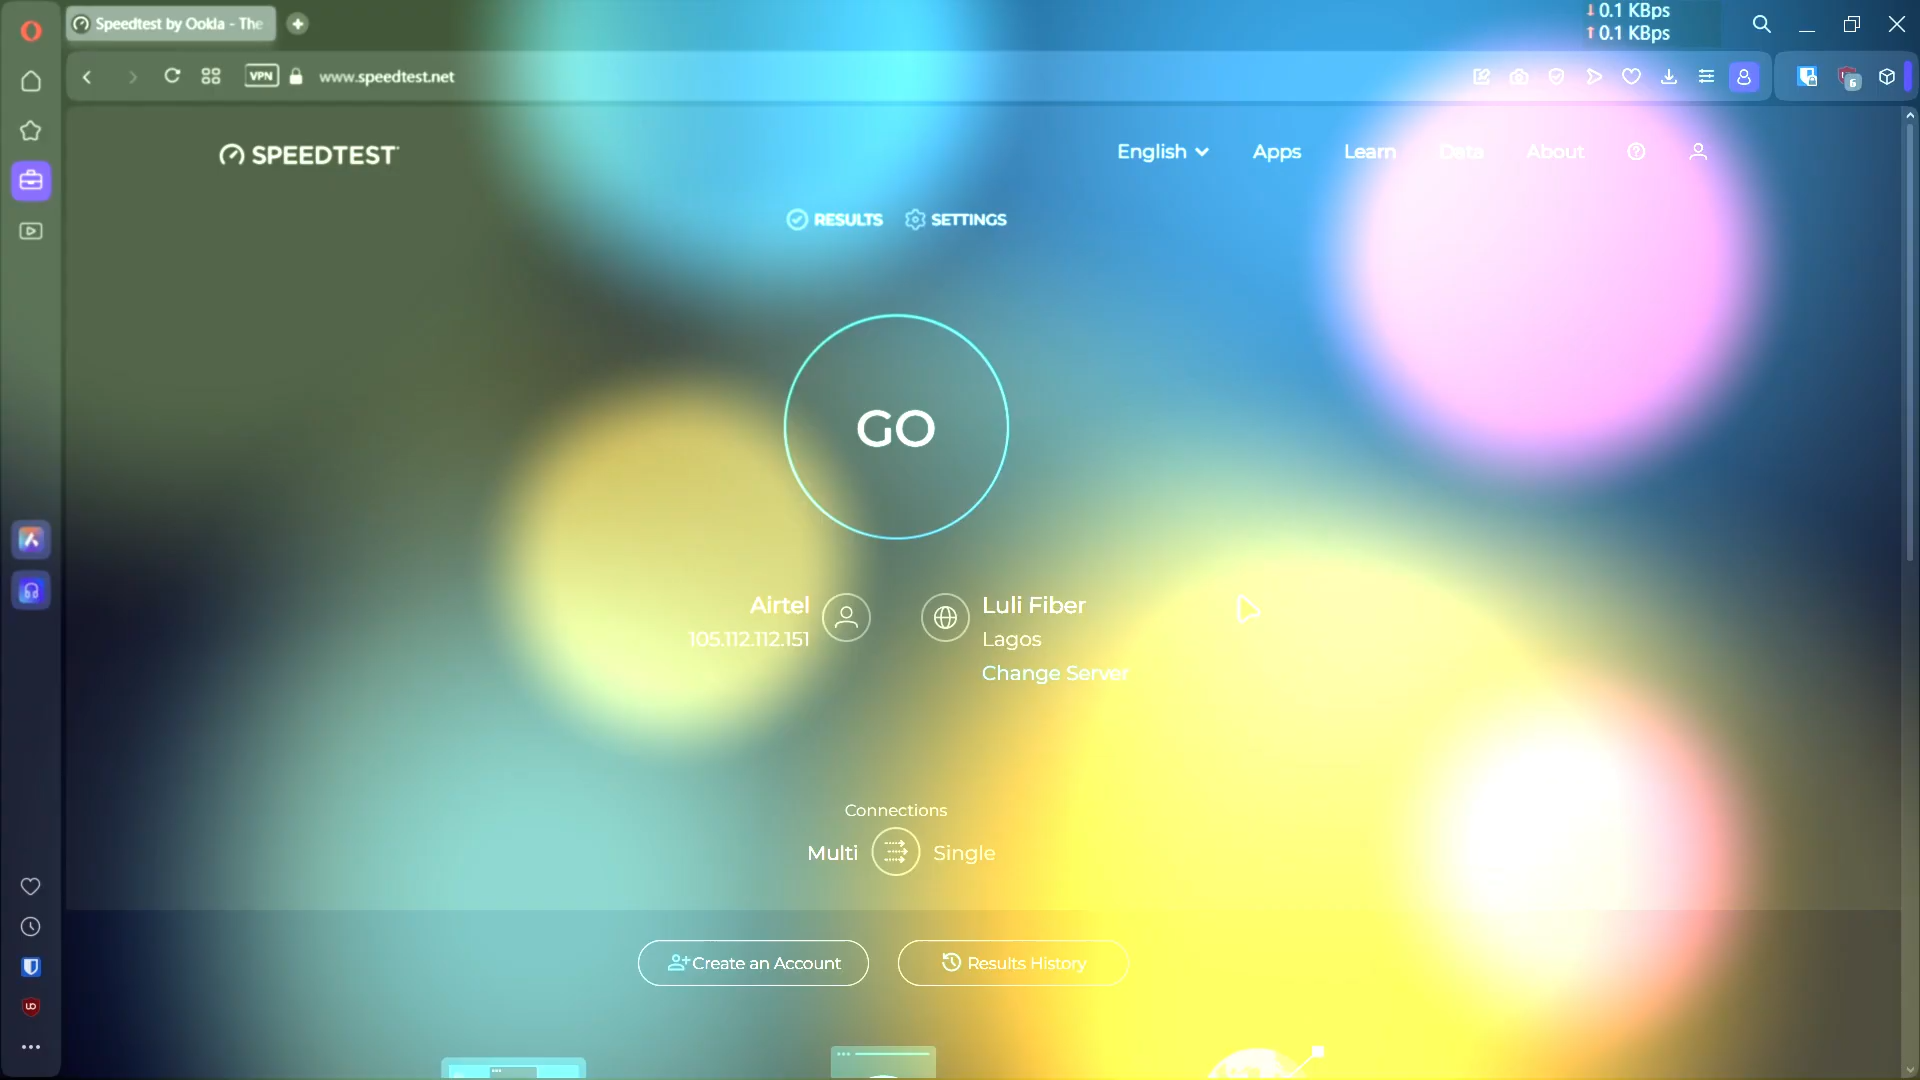 Speedtest by Ookla - The
0.1 KBps
0.1 KBps
VPN
www.speedtest.net
6
SPEEDTEST
English
Apps
Learn
Data
About
RESULTS
SETTINGS
GO
Airtel
105.112.112.151
Luli Fiber
Lagos
Change Server
Connections
Multi
Single
Create an Account
Results History